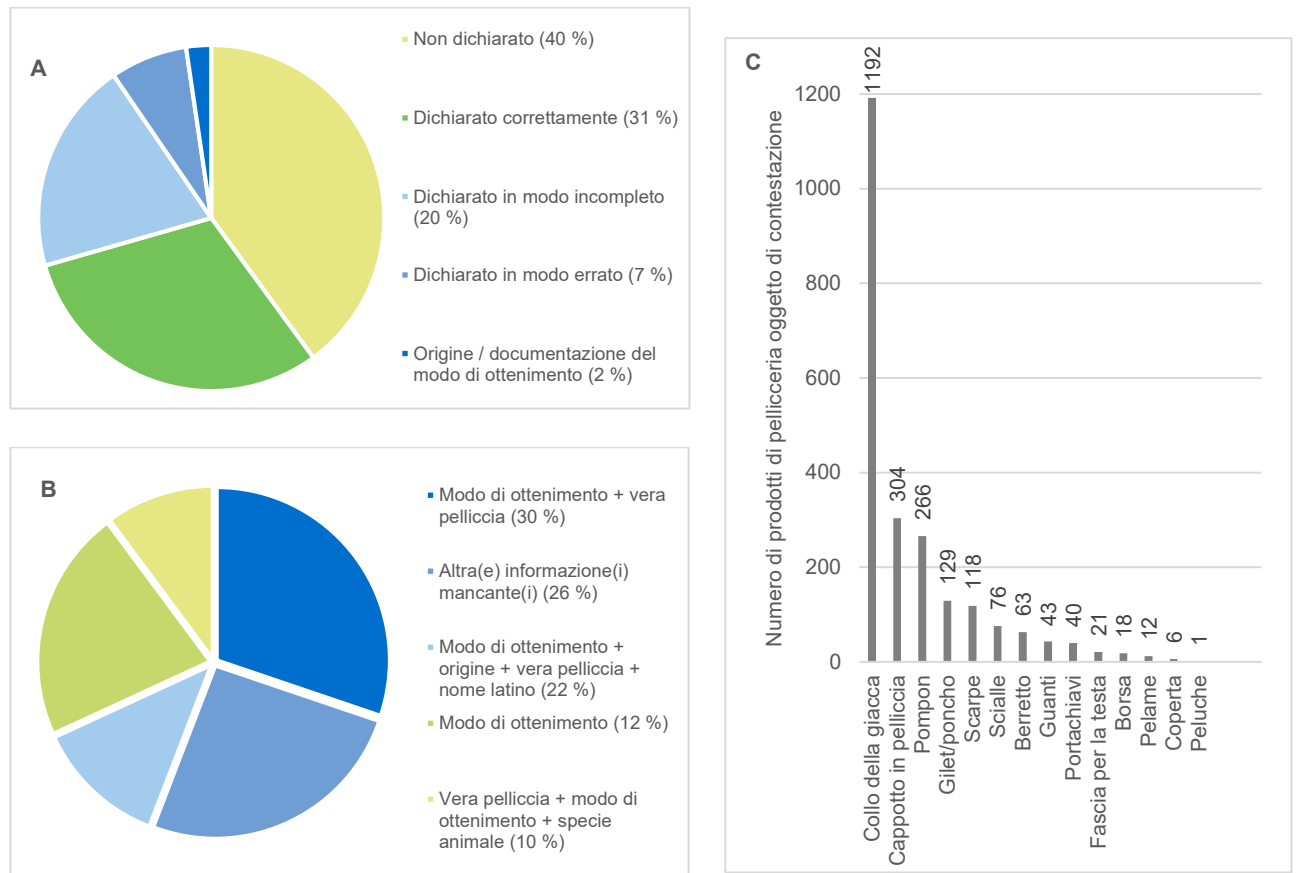 A
Non dichiarato (40 %)
Dichiarato correttamente (31 %)
Dichiarato in modo incompleto
(20 %)
Dichiarato in modo errato (7 %)
Origine / documentazione del
modo di ottenimento (2 %)
B
Modo di ottenimento + vera
pelliccia (30 %)
Altra(e) informazione(i)
mancante(i) (26 %)
Modo di ottenimento +
origine + vera pelliccia +
nome latino (22 %)
Modo di ottenimento (12 %)
Vera pelliccia + modo di
ottenimento + specie
animale (10 %)
C
Numero di prodotti di pellicceria oggetto di contestazione
1200
1000
800
600
400
200
0
1192
304
266
129
118
76
63
43
40
21
18
12
6
1
Collo della giacca
Cappotto in pelliccia
Pompon
Gilet/poncho
Scarpe
Scialle
Berretto
Guanti
Portachiavi
Fascia per la testa
Borsa
Pelame
Coperta
Peluche